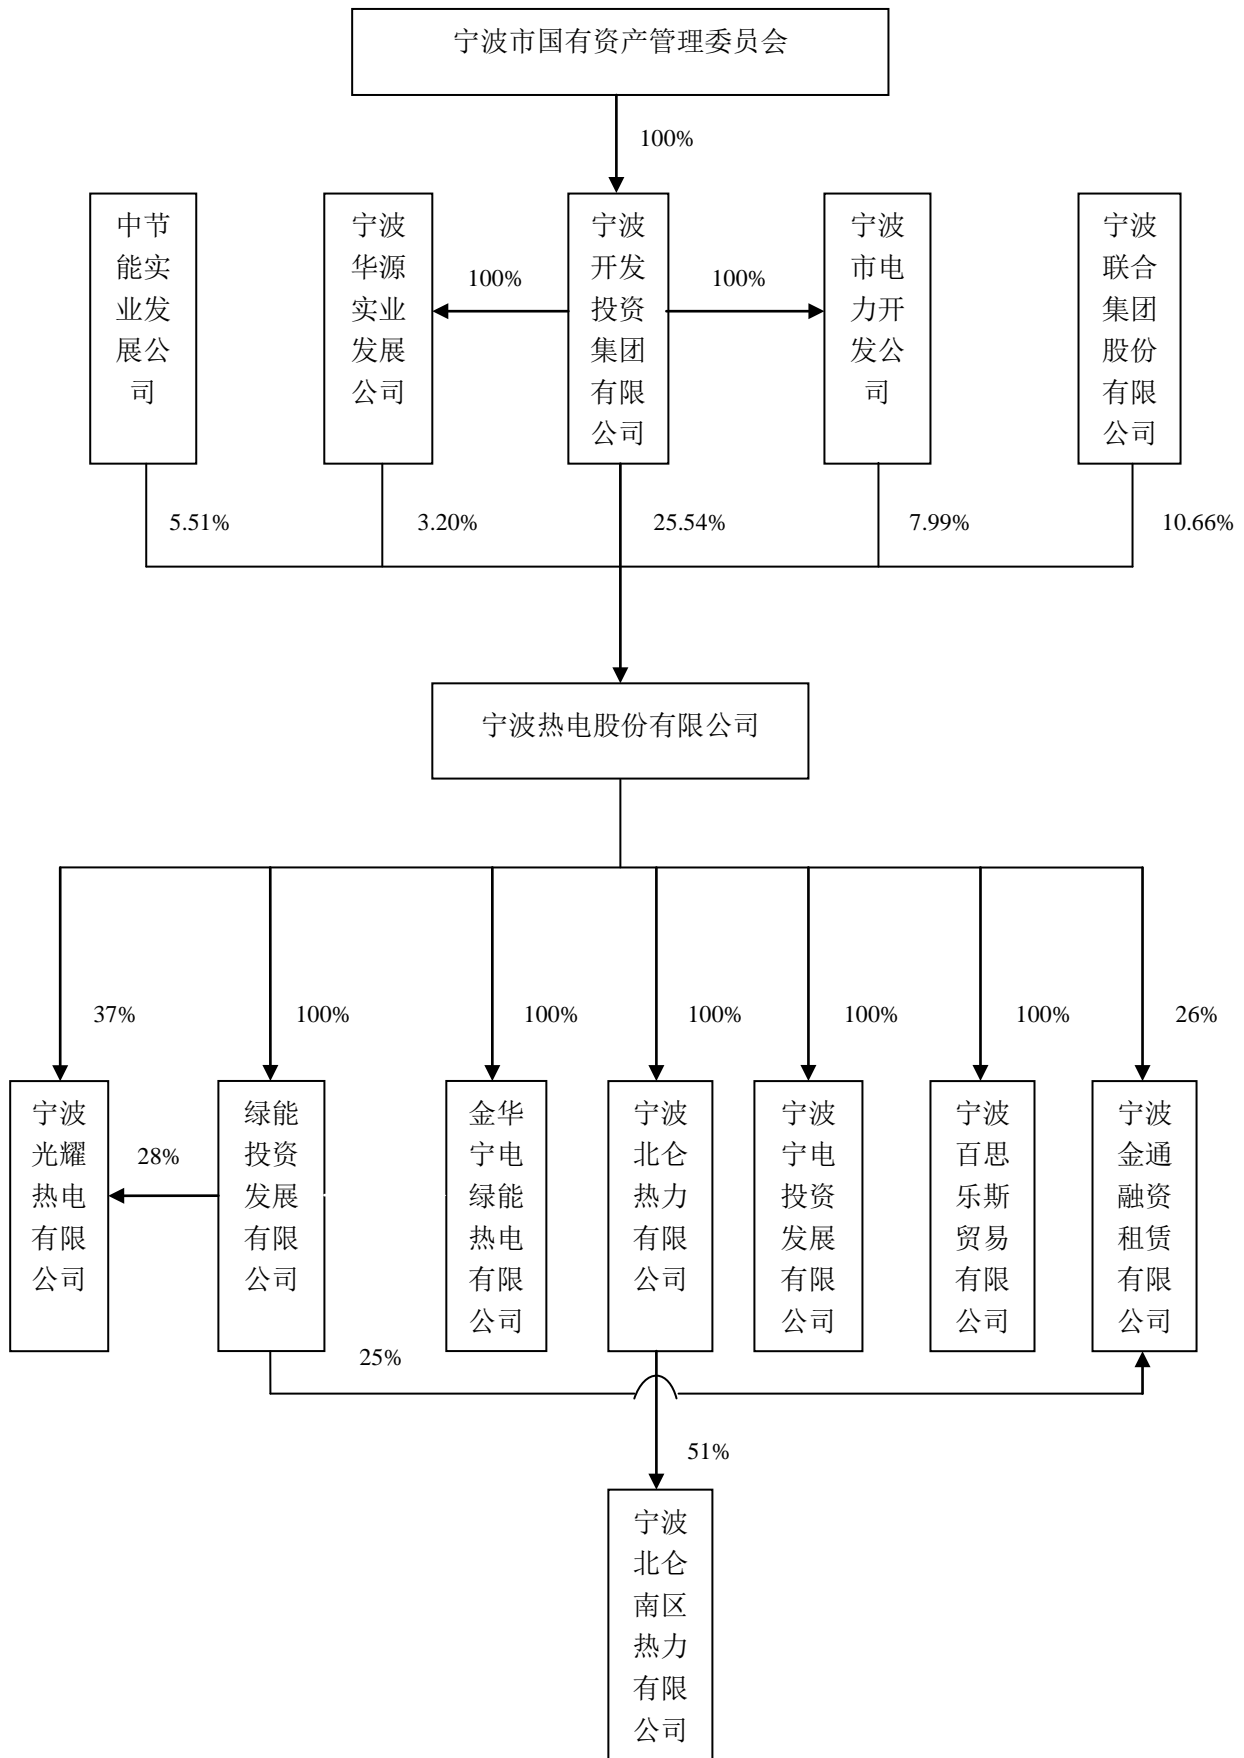 宁波市国有资产管理委员会
100%
中节
能实
业发
展公
司
宁波
华源
实业
发展
公司
100%
宁波
开发
投资
集团
有限
公司
100%
宁波
市电
力开
发公
司
宁波
联合
集团
股份
有限
公司
5.51%
3.20%
25.54%
7.99%
10.66%
宁波热电股份有限公司
37%
100%
100%
100%
100%
100%
26%
宁波
光耀
热电
有限
公司
28%
绿能
投资
发展
有限
公司
金华
宁电
绿能
热电
有限
公司
宁波
北仑
热力
有限
公司
宁波
宁电
投资
发展
有限
公司
宁波
百思
乐斯
贸易
有限
公司
宁波
金通
融资
租赁
有限
公司
25%
51%
宁波
北仑
南区
热力
有限
公司